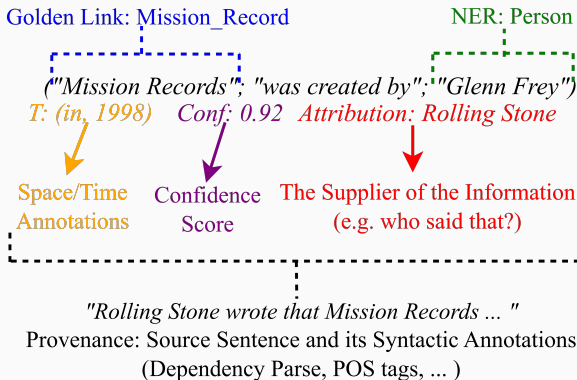 Golden Link: Mission_Record NER: Person
("Mission Records"; "was created by"; "Glenn Frey")
T: (in, 1998) Conf: 0.92 Attribution: Rolling Stone
Space/Time Annotations
Confidence Score
The Supplier of the Information (e.g. who said that?)
"Rolling Stone wrote that Mission Records ... "
Provenance: Source Sentence and its Syntactic Annotations
(Dependency Parse, POS tags, ... )